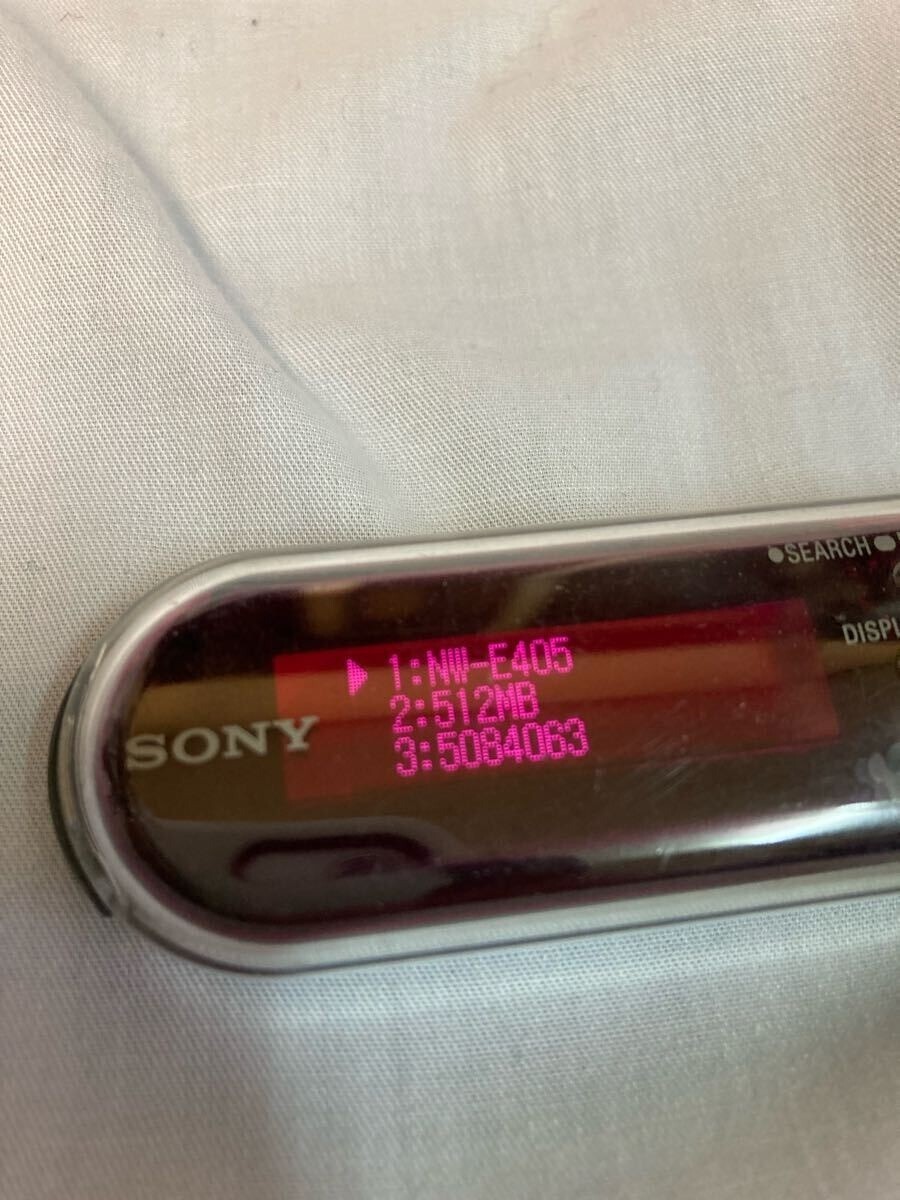 ●SEARCH●
DISPL
▶1:NW-E405
2:512MB
3:5084063
SONY